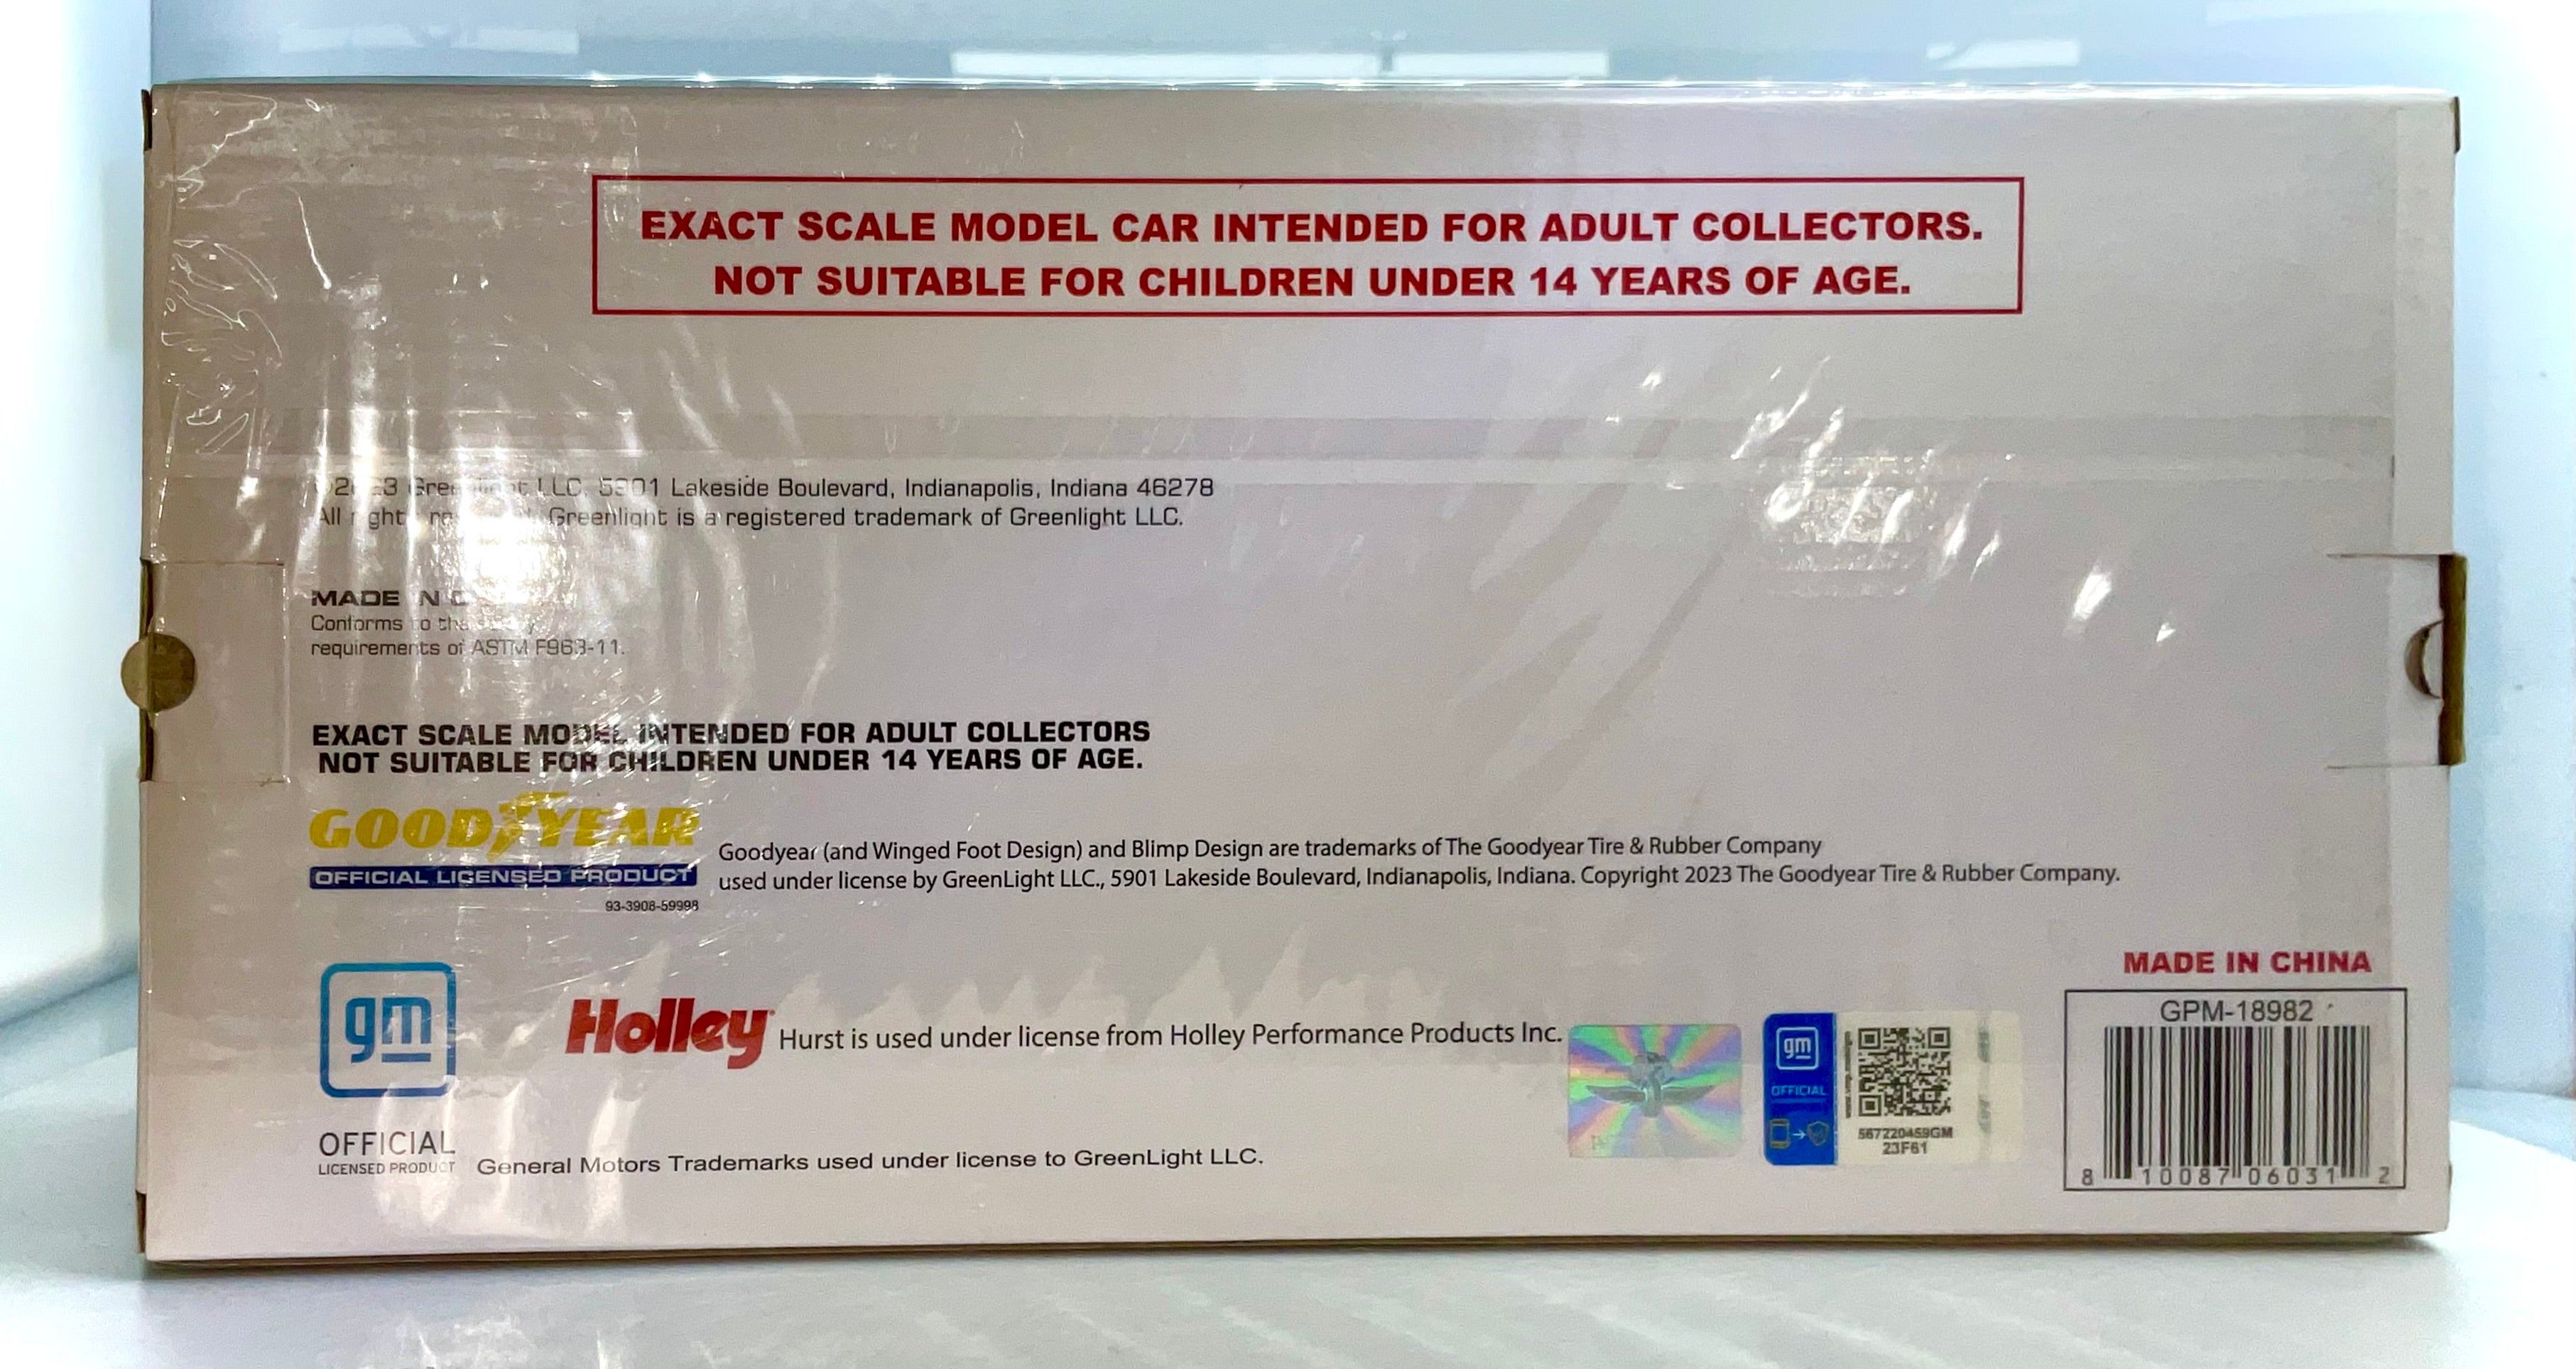 EXACT SCALE MODEL CAR INTENDED FOR ADULT COLLECTORS.
NOT SUITABLE FOR CHILDREN UNDER 14 YEARS OF AGE.
LLC, 5901 Lakeside Boulevard, Indianapolis, Indiana 46278
All Greenlight is a registered trademark of Greenlight LLC.
MADE IN
Conforms to the
requirements of ASTM F963-11.
EXACT SCALE MODEL INTENDED FOR ADULT COLLECTORS
NOT SUITABLE FOR CHILDREN UNDER 14 YEARS OF AGE.
GOODYEAR
OFFICIAL LICENSED PRODUCT
93-3908-59998
Goodyear (and Winged Foot Design) and Blimp Design are trademarks of The Goodyear Tire & Rubber Company
used under license by GreenLight LLC., 5901 Lakeside Boulevard, Indianapolis, Indiana. Copyright 2023 The Goodyear Tire & Rubber Company.
gm
OFFICIAL
LICENSED PRODUCT
General Motors Trademarks used under license to GreenLight LLC.
Holley
Hurst is used under license from Holley Performance Products Inc.
gm
OFFICIAL
567220459GM
23F61
MADE IN CHINA
GPM-18982
8 10087 06031 2